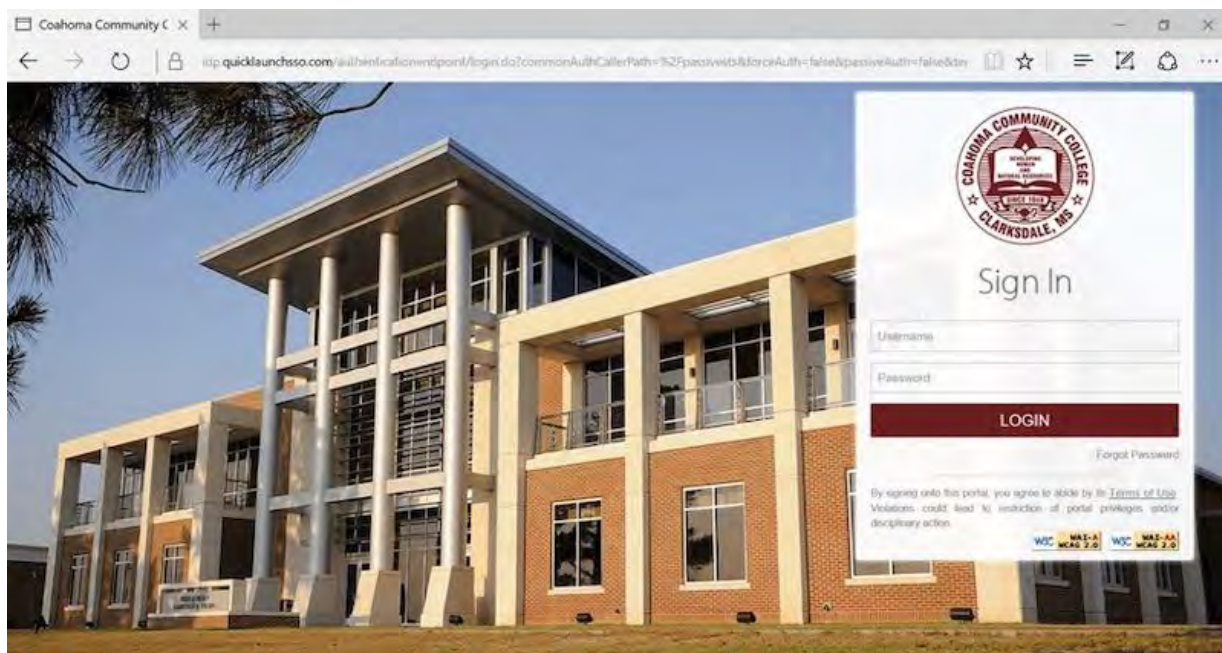 Coahoma Community C
idp.quicklaunchsso.com/authenticationendpoint/login.do?commonAuthCallerPath=%2Fpassivests&forceAuth=false&passiveAuth=false&
COAHOMA COMMUNITY COLLEGE
DEVELOPING
HUMAN
AND
NATURAL RESOURCES
SINCE 1949
CLARKSDALE, MS
Sign In
Username
Password
LOGIN
Forgot Password
By signing onto this portal, you agree to abide by its Terms of Use.
Violations could lead to restriction of portal privileges and/or
disciplinary action.
W3C WAI-A WCAG 2.0 W3C WAI-AA WCAG 2.0